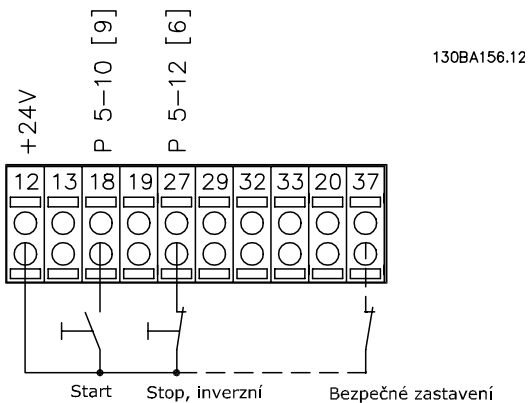 130BA156.12
+24V
P 5-10 [9]
P 5-12 [6]
12 13 18 19 27 29 32 33 20 37
Start
Stop, inverzní
Bezpečné zastavení